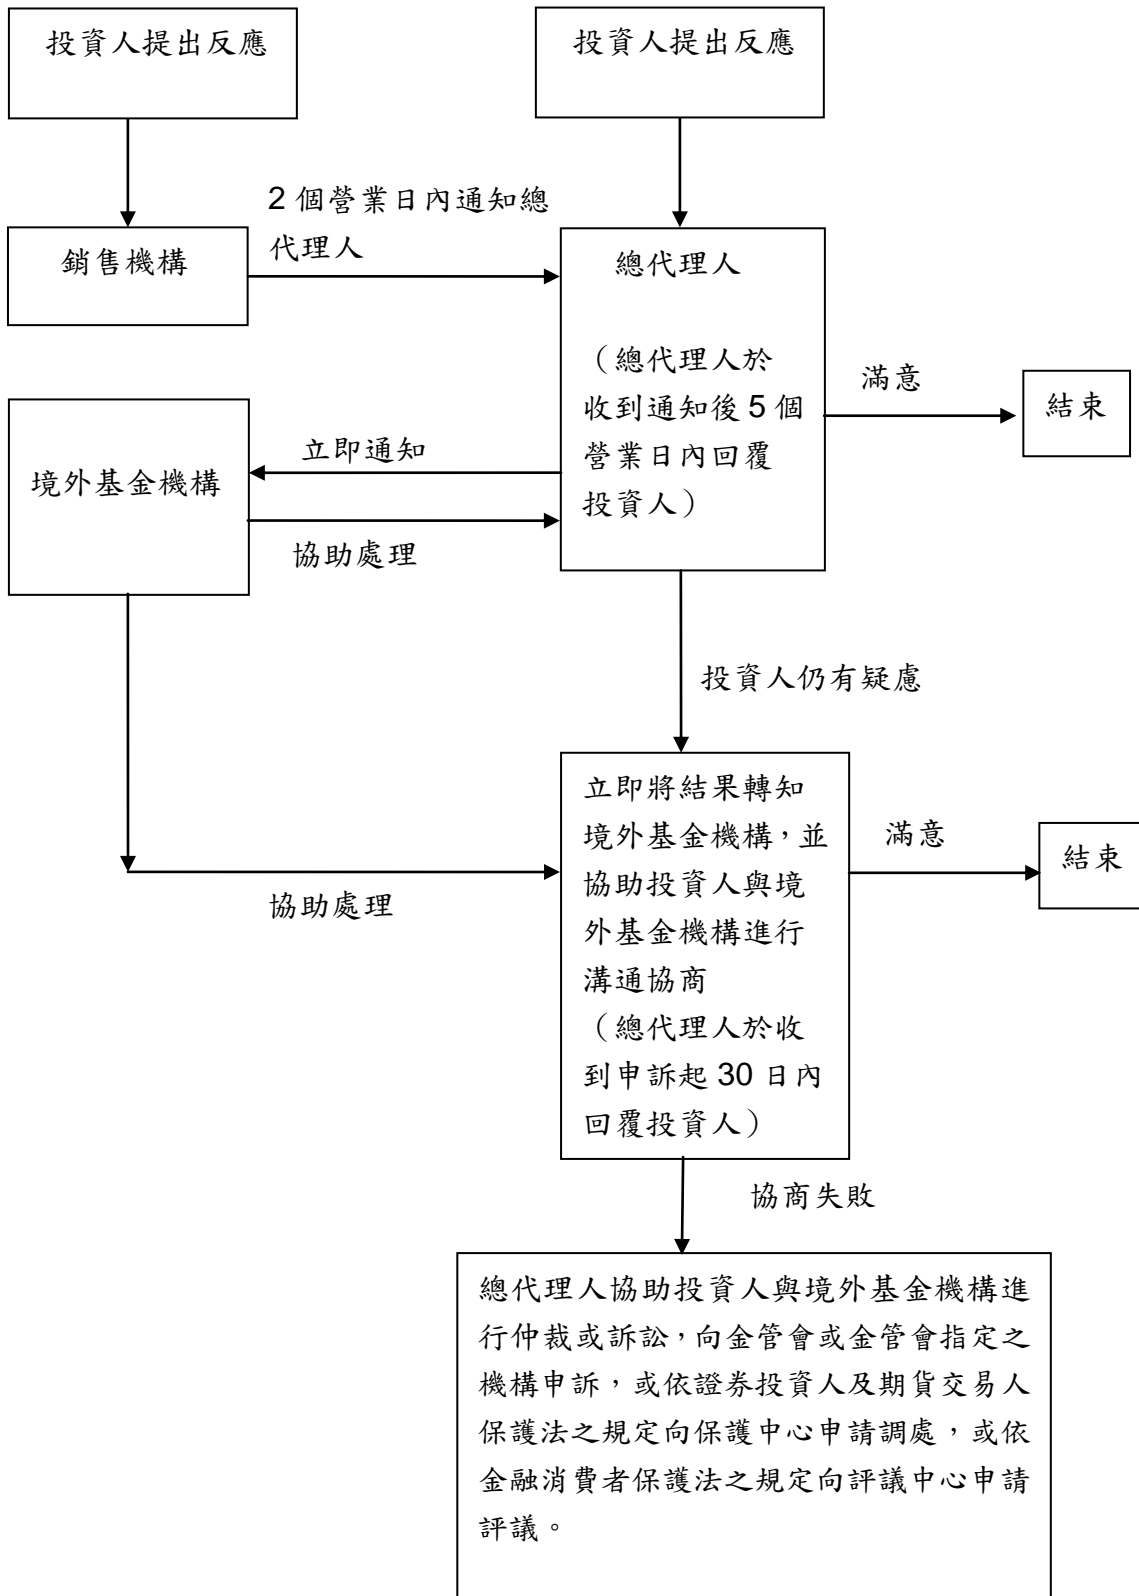 投資人提出反應
投資人提出反應
2 個營業日內通知總
代理人
銷售機構
總代理人
（總代理人於
收到通知後 5 個
營業日內回覆
投資人）
滿意
結束
立即通知
境外基金機構
協助處理
投資人仍有疑慮
立即將結果轉知
境外基金機構，並
協助投資人與境
外基金機構進行
溝通協商
（總代理人於收
到申訴起 30 日內
回覆投資人）
滿意
結束
協助處理
協商失敗
總代理人協助投資人與境外基金機構進
行仲裁或訴訟，向金管會或金管會指定之
機構申訴，或依證券投資人及期貨交易人
保護法之規定向保護中心申請調處，或依
金融消費者保護法之規定向評議中心申請
評議。